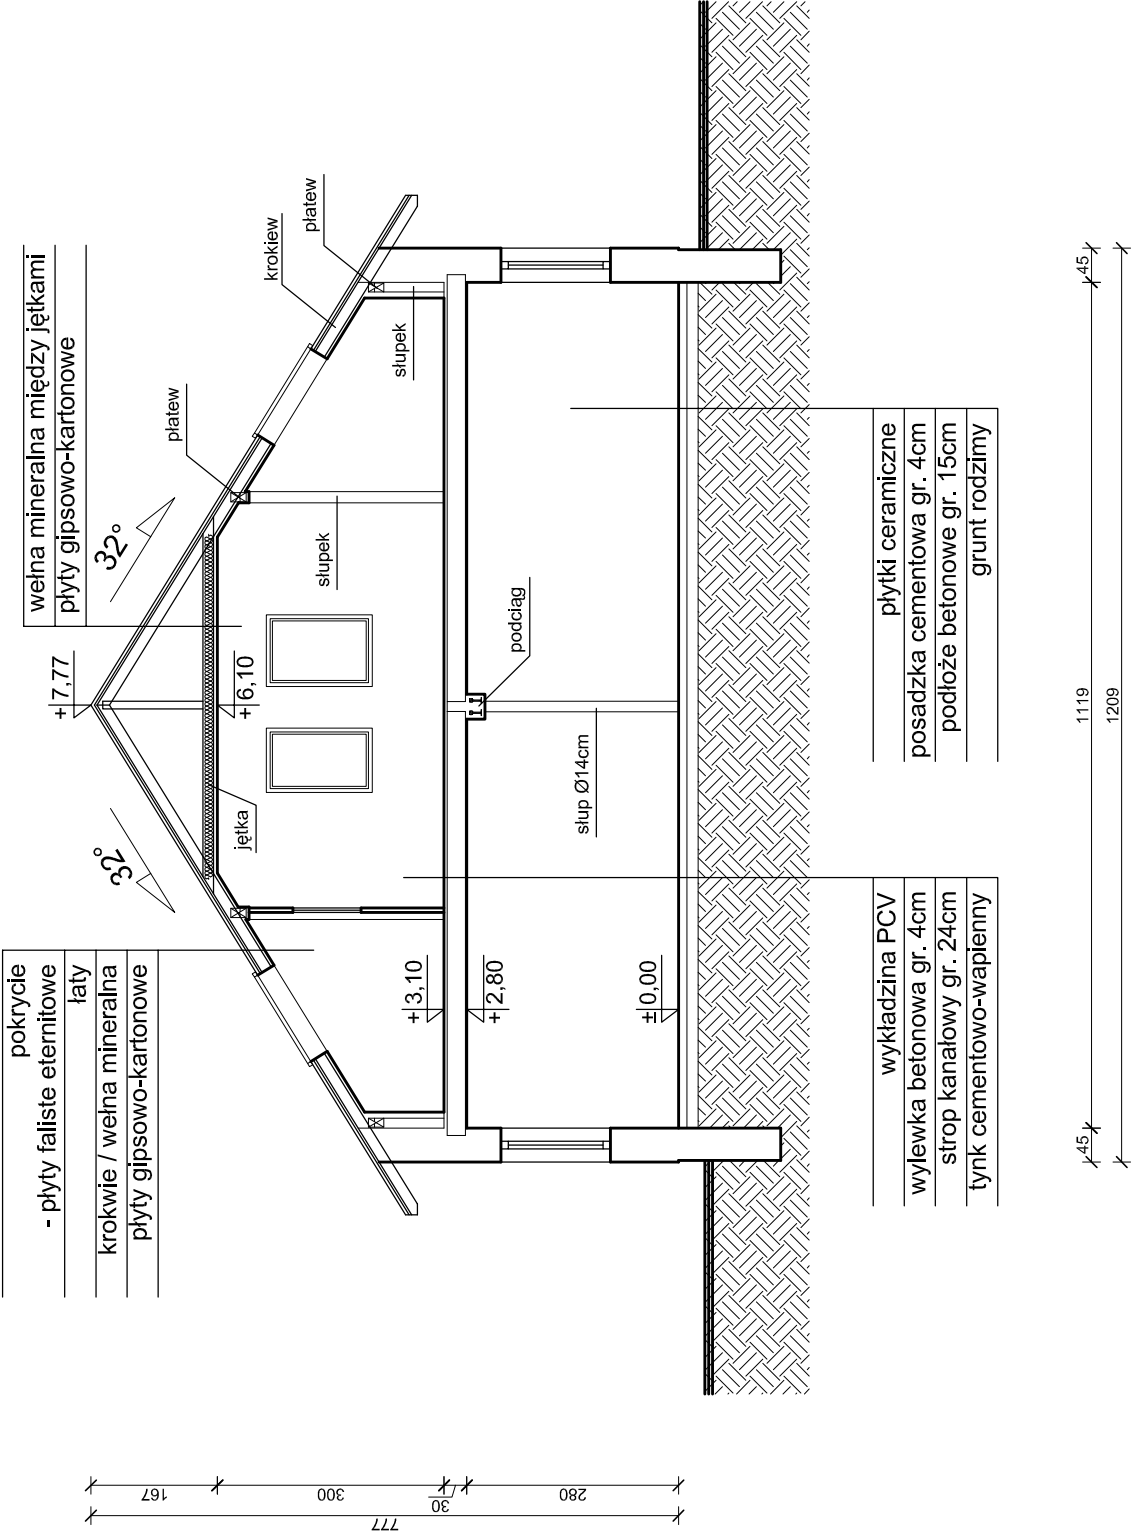 pokrycie
- płyty faliste eternitowe
łaty
krokwie / wełna mineralna
płyty gipsowo-kartonowe
wełna mineralna między jętkami
płyty gipsowo-kartonowe
32°
32°
+7,77
+6,10
płatew
krokiew
płatew
słupek
słupek
jętka
podciąg
słup Ø14cm
+3,10
+2,80
±0,00
wykładzina PCV
wylewka betonowa gr. 4cm
strop kanałowy gr. 24cm
tynk cementowo-wapienny
płytki ceramiczne
posadzka cementowa gr. 4cm
podłoże betonowe gr. 15cm
grunt rodzimy
45
1119
45
1209
167
300
30
280
777